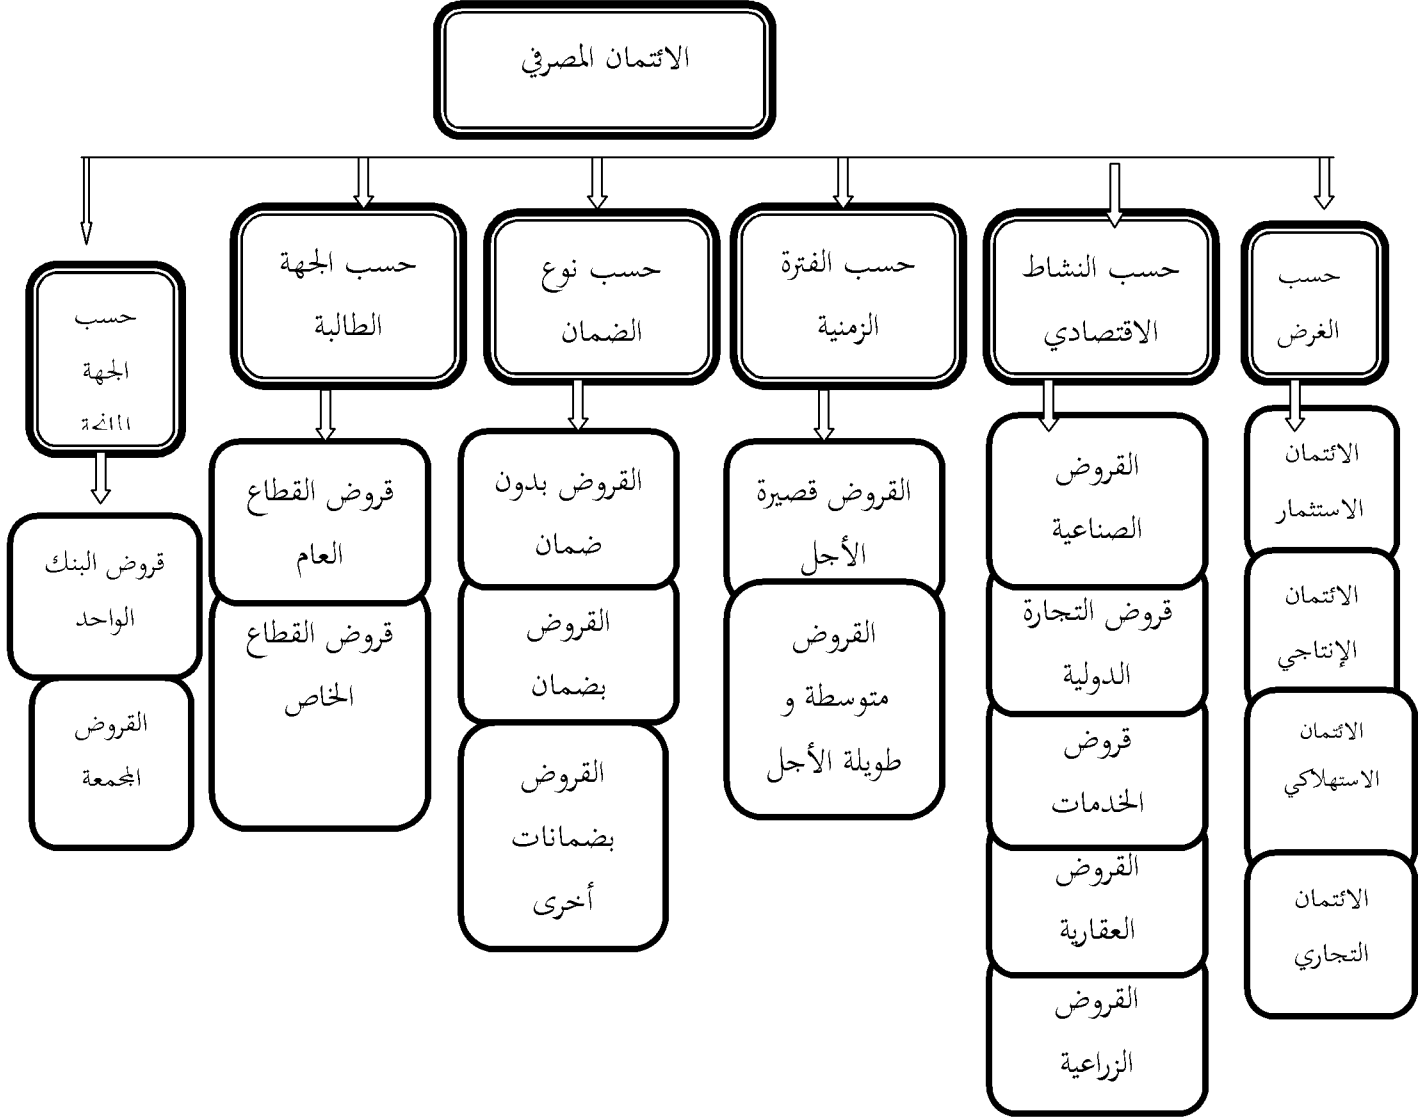 الائتمان المصرفي
حسب
الغرض
حسب النشاط
الاقتصادي
حسب الفترة
الزمنية
حسب نوع
الضمان
حسب الجهة
الطالبة
حسب
الجهة
المانحة
الائتمان
الاستثمار
الائتمان
الإنتاجي
الائتمان
الاستهلاكي
الائتمان
التجاري
القروض
الصناعية
قروض التجارة
الدولية
قروض
الخدمات
القروض
العقارية
القروض
الزراعية
القروض قصيرة
الأجل
القروض
متوسطة و
طويلة الأجل
القروض بدون
ضمان
القروض
بضمان
القروض
بضمانات
أخرى
قروض القطاع
العام
قروض القطاع
الخاص
قروض البنك
الواحد
القروض
المجمعة